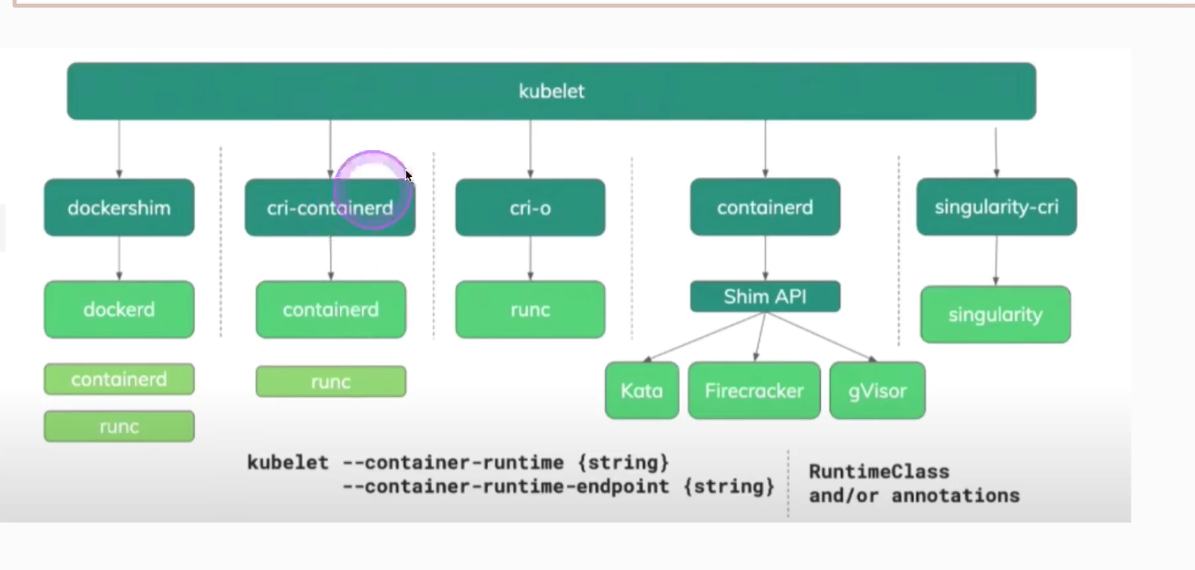 kubelet
dockershim
cri-containerd
cri-o
containerd
singularity-cri
dockerd
containerd
runc
Shim API
singularity
containerd
runc
Kata
Firecracker
gVisor
runc
kubelet --container-runtime {string}
--container-runtime-endpoint {string}
RuntimeClass
and/or annotations